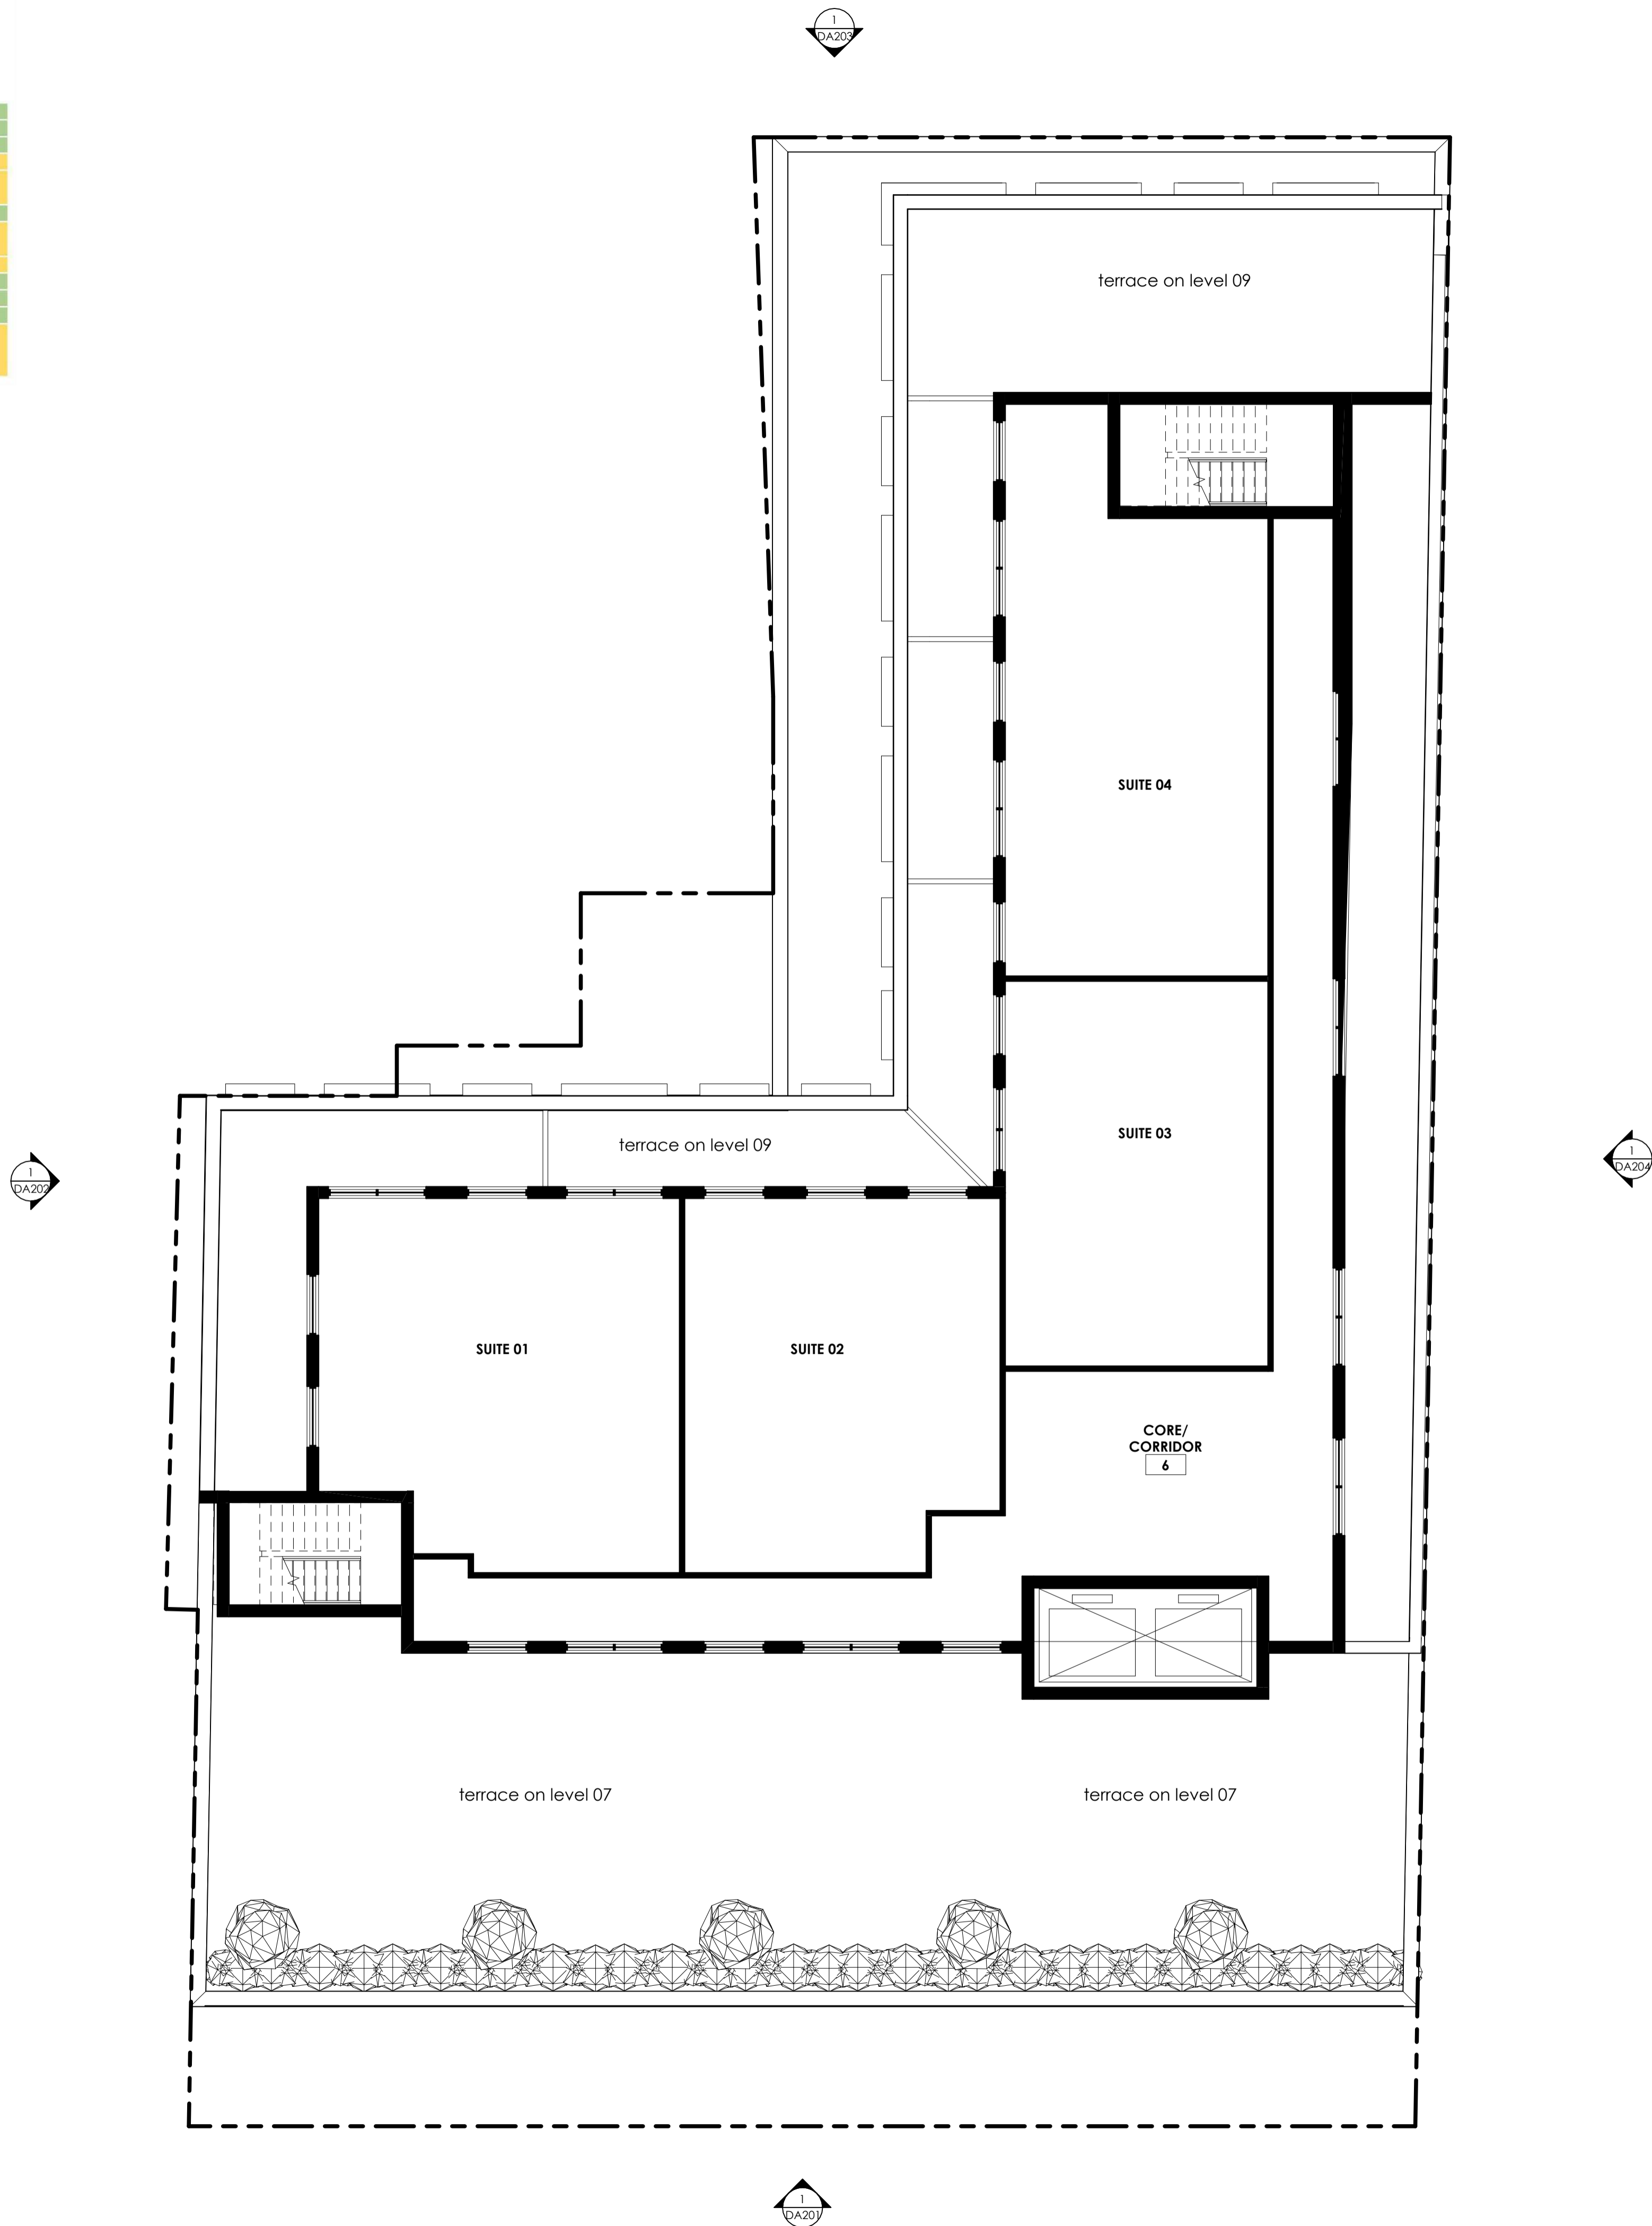 1
DA203
terrace on level 09
SUITE 04
SUITE 03
terrace on level 09
1
DA202
1
DA204
SUITE 01
SUITE 02
CORE/
CORRIDOR
6
terrace on level 07
terrace on level 07
1
DA201